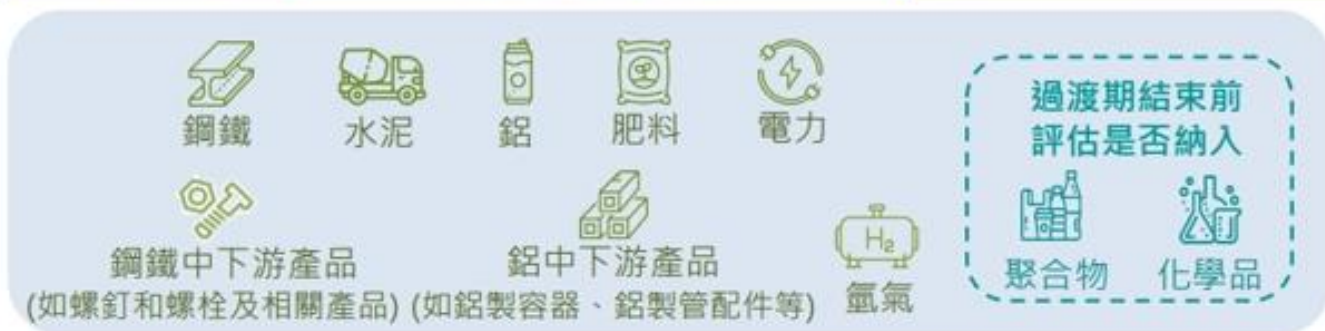 鋼鐵
水泥
鋁
肥料
電力
鋼鐵中下游產品
(如螺釘和螺栓及相關產品)
鋁中下游產品
(如鋁製容器、鋁製管配件等)
H₂
氫氣
過渡期結束前
評估是否納入
聚合物
化學品